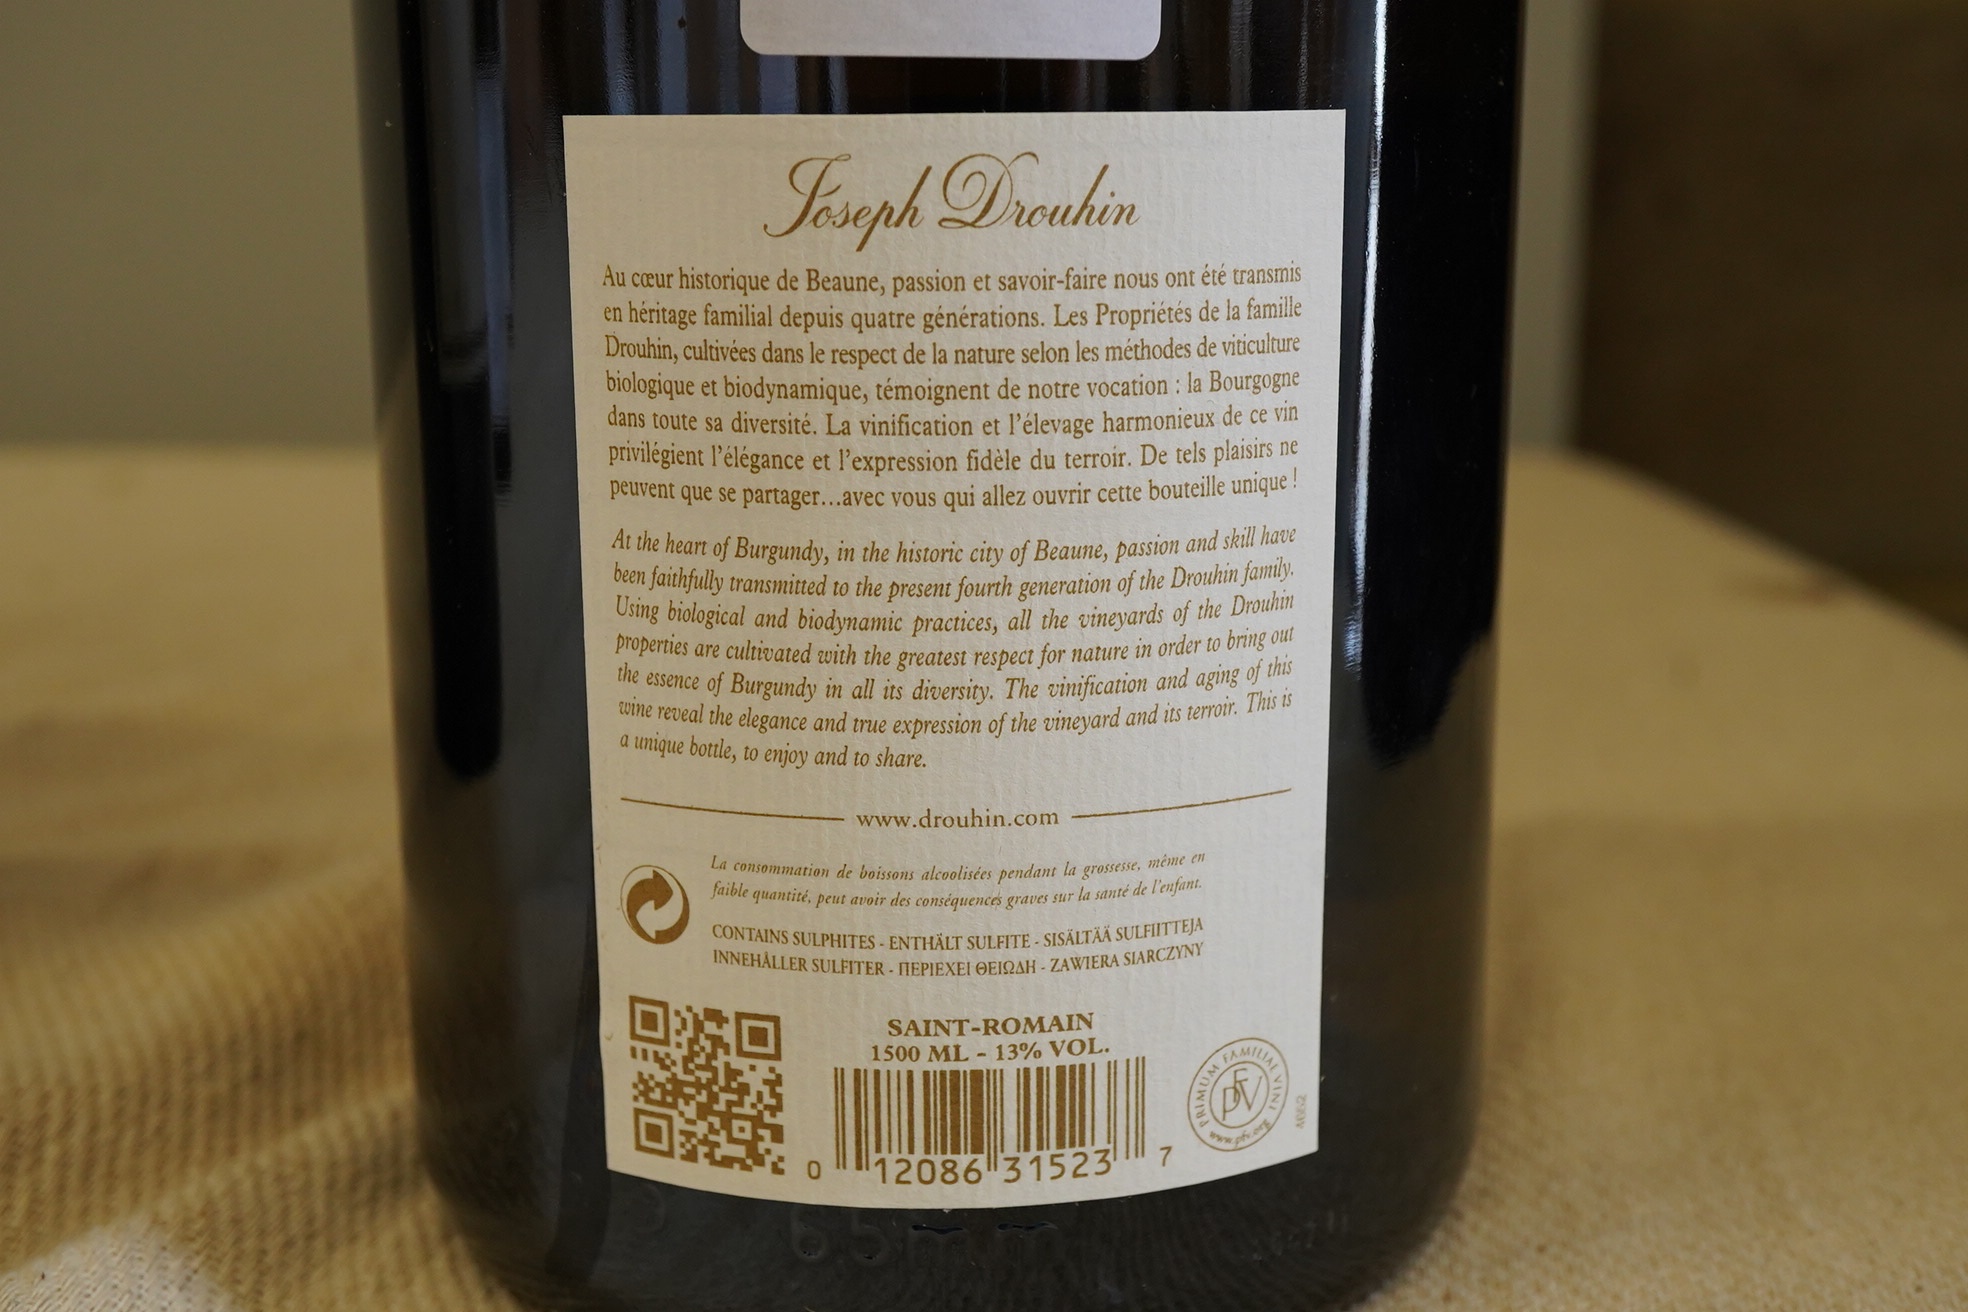 Joseph Drouhin
Au cœur historique de Beaune, passion et savoir-faire nous ont été transmis
en héritage familial depuis quatre générations. Les Propriétés de la famille
Drouhin, cultivées dans le respect de la nature selon les méthodes de viticulture
biologique et biodynamique, témoignent de notre vocation : la Bourgogne
dans toute sa diversité. La vinification et l'élevage harmonieux de ce vin
privilégient l'élégance et l'expression fidèle du terroir. De tels plaisirs ne
peuvent que se partager...avec vous qui allez ouvrir cette bouteille unique !
At the heart of Burgundy, in the historic city of Beaune, passion and skill have
been faithfully transmitted to the present fourth generation of the Drouhin family.
Using biological and biodynamic practices, all the vineyards of the Drouhin
properties are cultivated with the greatest respect for nature in order to bring out
the essence of Burgundy in all its diversity. The vinification and aging of this
wine reveal the elegance and true expression of the vineyard and its terroir. This is
a unique bottle, to enjoy and to share.
www.drouhin.com
La consommation de boissons alcoolisées pendant la grossesse, même en
faible quantité, peut avoir des conséquences graves sur la santé de l'enfant.
CONTAINS SULPHITES - ENTHÄLT SULFITE - SISÄLTÄÄ SULFIITTEJA
INNEHÅLLER SULFITER - ΠΕΡΙΕΧΕΙ ΘΕΙΩΔΗ - ZAWIERA SIARCZYNY
SAINT-ROMAIN
1500 ML - 13% VOL.
0 12086 31523 7
PRIMUM FAMILIAE VINI
PFV
www.pfv.org
65mm